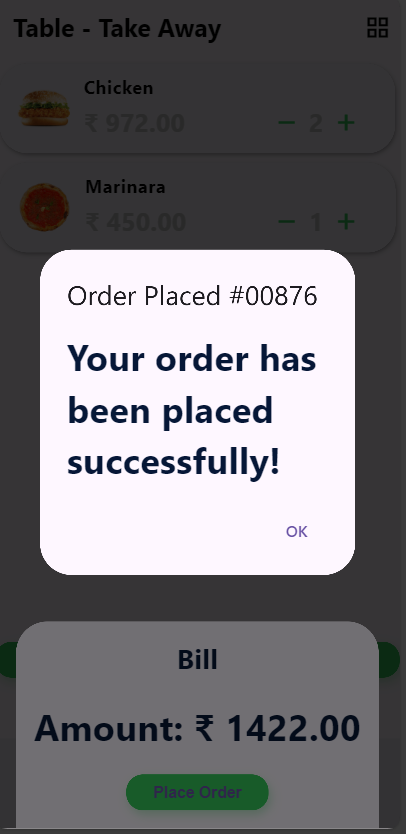 Table - Take Away
Chicken
₹ 972.00 − 2 +
Marinara
₹ 450.00 − 1 +
Order Placed #00876
Your order has
been placed
successfully!
OK
Bill
Amount: ₹ 1422.00
Place Order